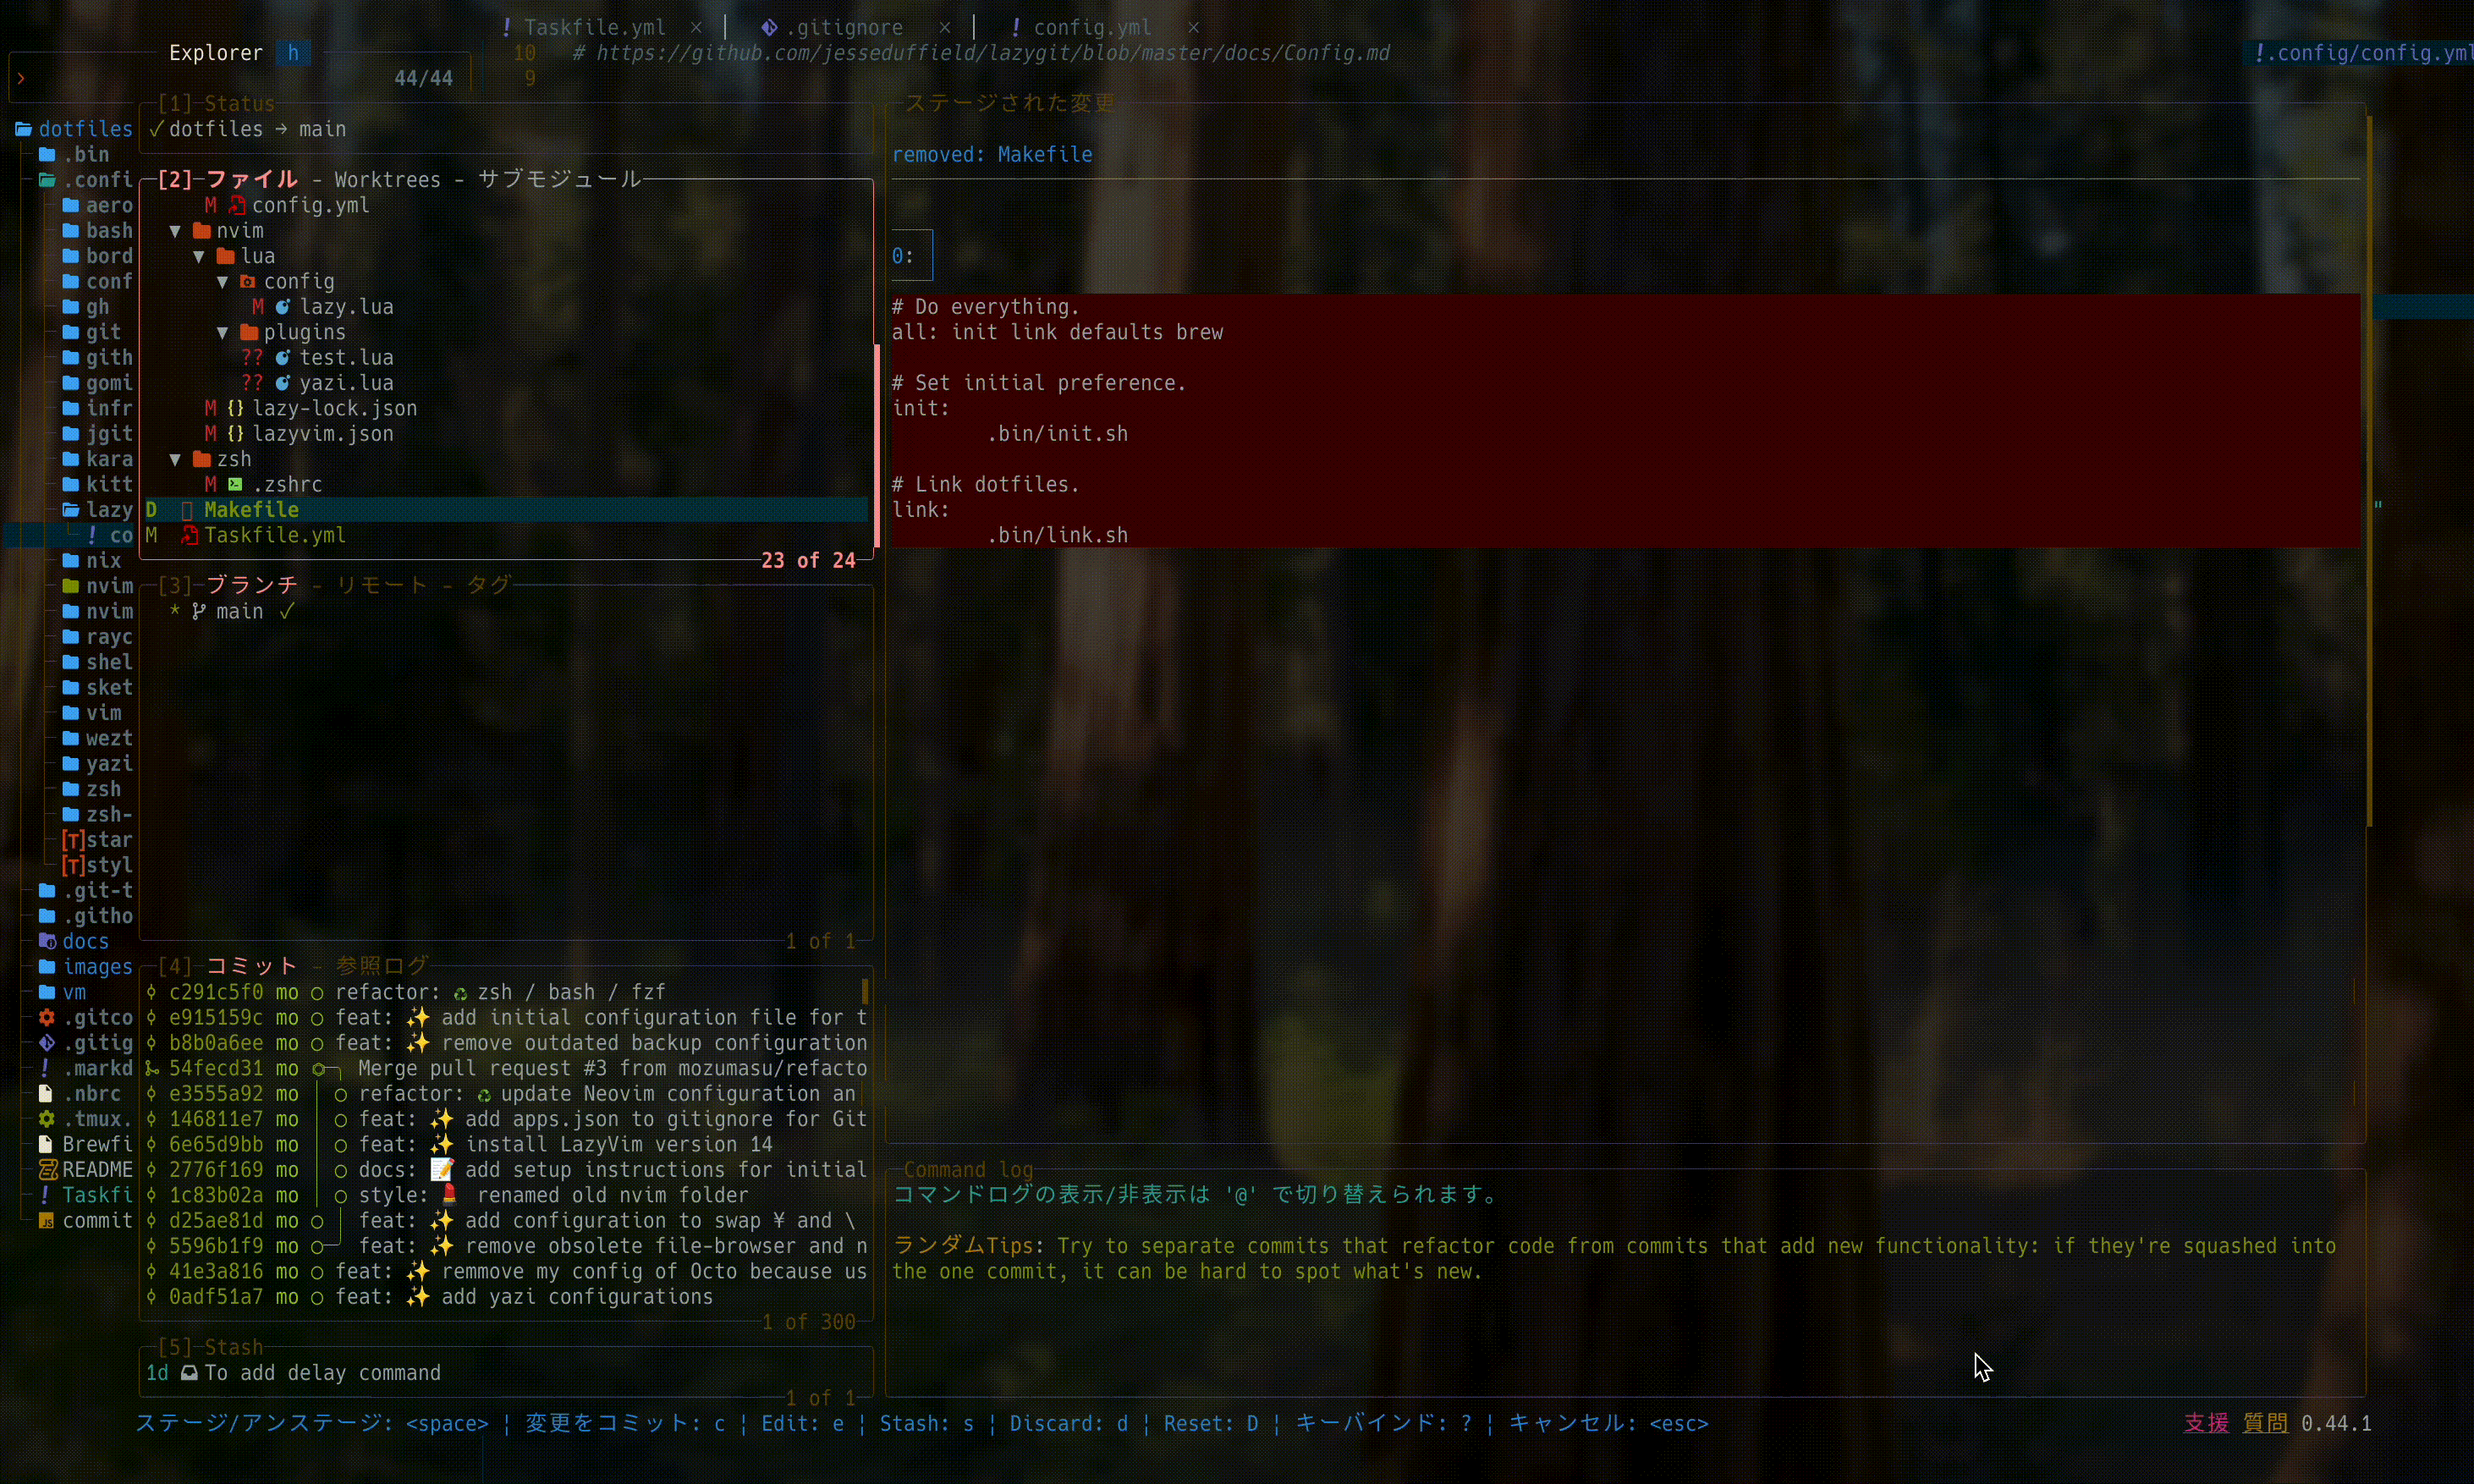 ! Taskfile.yml × .gitignore × ! config.yml ×
Explorer h
10 # https://github.com/jesseduffield/lazygit/blob/master/docs/Config.md
!.config/config.yml
> 44/44
9
dotfiles
.bin
.confi
aero
bash
bord
conf
gh
git
gith
gomi
infr
jgit
kara
kitt
lazy
! co
nix
nvim
nvim
rayc
shel
sket
vim
wezt
yazi
zsh
zsh-
[T]star
[T]styl
.git-t
.githo
docs
images
vm
.gitco
.gitig
! .markd
.nbrc
.tmux.
Brewfi
README
! Taskfi
commit
[1] Status
✓ dotfiles → main
[2] ファイル - Worktrees - サブモジュール
M config.yml
▼ nvim
▼ lua
▼ config
M lazy.lua
▼ plugins
?? test.lua
?? yazi.lua
M {} lazy-lock.json
M {} lazyvim.json
▼ zsh
M .zshrc
D Makefile
M Taskfile.yml
23 of 24
[3] ブランチ - リモート - タグ
* main ✓
1 of 1
[4] コミット - 参照ログ
c291c5f0 mo ○ refactor: ♻ zsh / bash / fzf
e915159c mo ○ feat: ✨ add initial configuration file for t
b8b0a6ee mo ○ feat: ✨ remove outdated backup configuration
54fecd31 mo Merge pull request #3 from mozumasu/refacto
e3555a92 mo │ ○ refactor: ♻ update Neovim configuration an
146811e7 mo │ ○ feat: ✨ add apps.json to gitignore for Git
6e65d9bb mo │ ○ feat: ✨ install LazyVim version 14
2776f169 mo │ ○ docs: 📝 add setup instructions for initial
1c83b02a mo │ ○ style: 💄 renamed old nvim folder
d25ae81d mo ○ │ feat: ✨ add configuration to swap ¥ and \
5596b1f9 mo ○─╯ feat: ✨ remove obsolete file-browser and n
41e3a816 mo ○ feat: ✨ remmove my config of Octo because us
0adf51a7 mo ○ feat: ✨ add yazi configurations
1 of 300
[5] Stash
1d To add delay command
1 of 1
ステージされた変更
removed: Makefile
0:
# Do everything.
all: init link defaults brew
# Set initial preference.
init:
.bin/init.sh
# Link dotfiles.
link:
.bin/link.sh
"
Command log
コマンドログの表示/非表示は '@' で切り替えられます。
ランダムTips: Try to separate commits that refactor code from commits that add new functionality: if they're squashed into
the one commit, it can be hard to spot what's new.
ステージ/アンステージ: <space> ¦ 変更をコミット: c ¦ Edit: e ¦ Stash: s ¦ Discard: d ¦ Reset: D ¦ キーバインド: ? ¦ キャンセル: <esc>
支援 質問 0.44.1